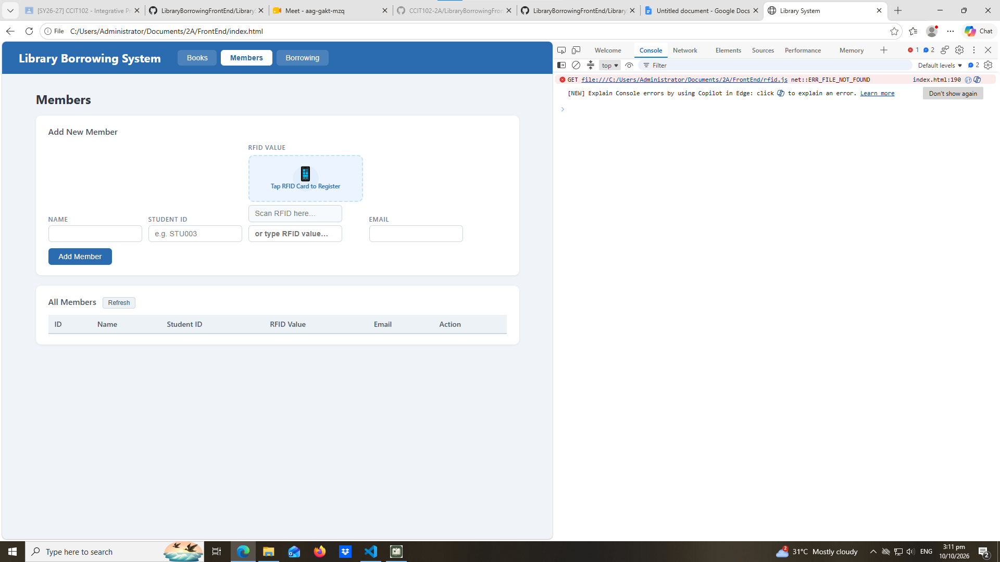 [SY26-27] CCIT102 - Integrative Pr
LibraryBorrowingFrontEnd/Library
Meet - aag-gakt-mzq
CCIT102-2A/LibraryBorrowingFron
LibraryBorrowingFrontEnd/Library
Untitled document - Google Docs
Library System
File
C:/Users/Administrator/Documents/2A/FrontEnd/index.html
Chat
Library Borrowing System
Books
Members
Borrowing
Welcome
Console
Network
Elements
Sources
Performance
Memory
1
2
top
Filter
Default levels
2
GET file:///C:/Users/Administrator/Documents/2A/FrontEnd/rfid.js net::ERR_FILE_NOT_FOUND
index.html:190
[NEW] Explain Console errors by using Copilot in Edge: click to explain an error. Learn more
Don't show again
Members
Add New Member
RFID VALUE
Tap RFID Card to Register
Scan RFID here...
NAME
STUDENT ID
EMAIL
e.g. STU003
or type RFID value...
Add Member
All Members
Refresh
ID
Name
Student ID
RFID Value
Email
Action
Type here to search
2
31°C Mostly cloudy
ENG
3:11 pm
10/10/2026
2